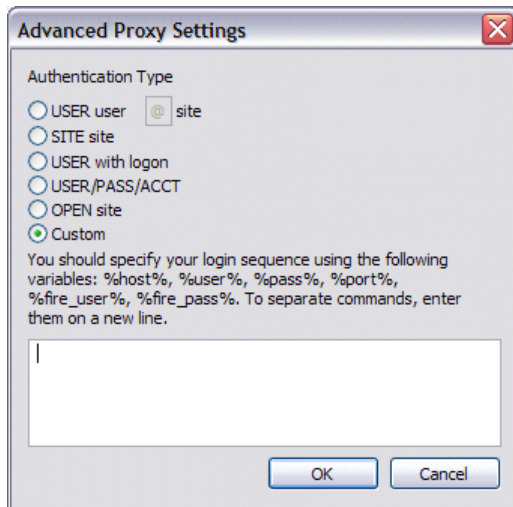 Advanced Proxy Settings
Authentication Type
USER user @ site
SITE site
USER with logon
USER/PASS/ACCT
OPEN site
Custom
You should specify your login sequence using the following
variables: %host%, %user%, %pass%, %port%,
%fire_user%, %fire_pass%. To separate commands, enter
them on a new line.
OK Cancel